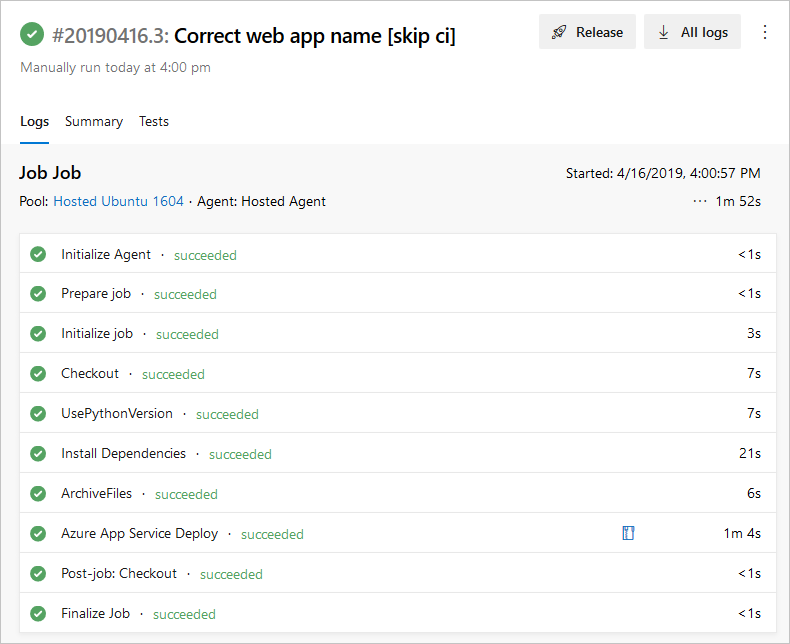 #20190416.3: Correct web app name [skip ci]
Release
All logs
Manually run today at 4:00 pm
Logs Summary Tests
Job Job
Started: 4/16/2019, 4:00:57 PM
Pool: Hosted Ubuntu 1604 · Agent: Hosted Agent
··· 1m 52s
Initialize Agent · succeeded <1s
Prepare job · succeeded <1s
Initialize job · succeeded 3s
Checkout · succeeded 7s
UsePythonVersion · succeeded 7s
Install Dependencies · succeeded 21s
ArchiveFiles · succeeded 6s
Azure App Service Deploy · succeeded 1m 4s
Post-job: Checkout · succeeded <1s
Finalize Job · succeeded <1s